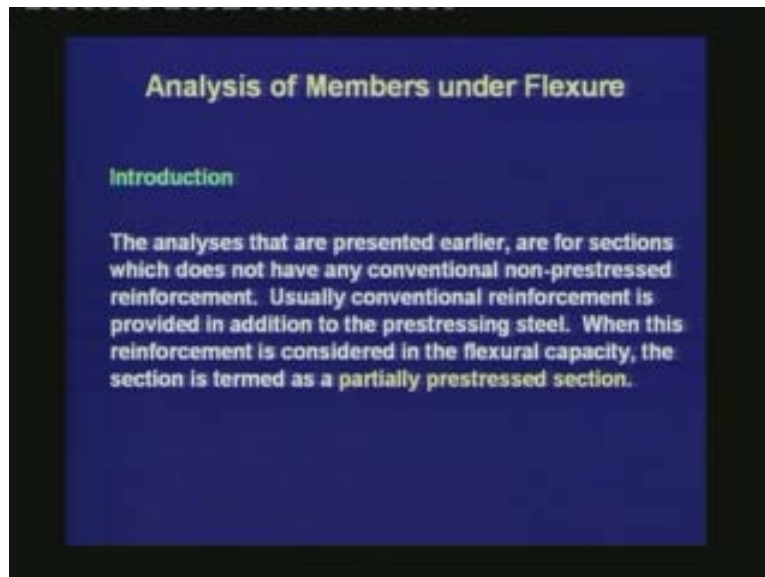 Analysis of Members under Flexure
Introduction
The analyses that are presented earlier, are for sections
which does not have any conventional non-prestressed
reinforcement. Usually conventional reinforcement is
provided in addition to the prestressing steel. When this
reinforcement is considered in the flexural capacity, the
section is termed as a partially prestressed section.